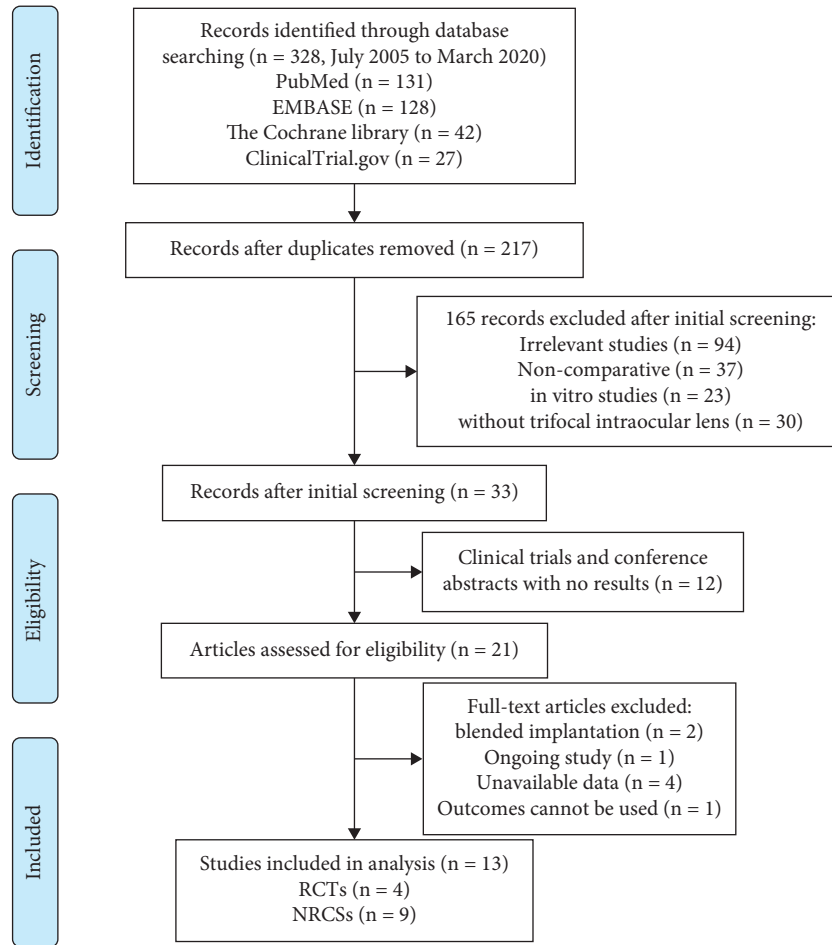 Identification
Records identified through database
searching (n = 328, July 2005 to March 2020)
PubMed (n = 131)
EMBASE (n = 128)
The Cochrane library (n = 42)
ClinicalTrial.gov (n = 27)
Screening
Records after duplicates removed (n = 217)
165 records excluded after initial screening:
Irrelevant studies (n = 94)
Non-comparative (n = 37)
in vitro studies (n = 23)
without trifocal intraocular lens (n = 30)
Records after initial screening (n = 33)
Eligibility
Clinical trials and conference
abstracts with no results (n = 12)
Articles assessed for eligibility (n = 21)
Full-text articles excluded:
blended implantation (n = 2)
Ongoing study (n = 1)
Unavailable data (n = 4)
Outcomes cannot be used (n = 1)
Included
Studies included in analysis (n = 13)
RCTs (n = 4)
NRCSs (n = 9)